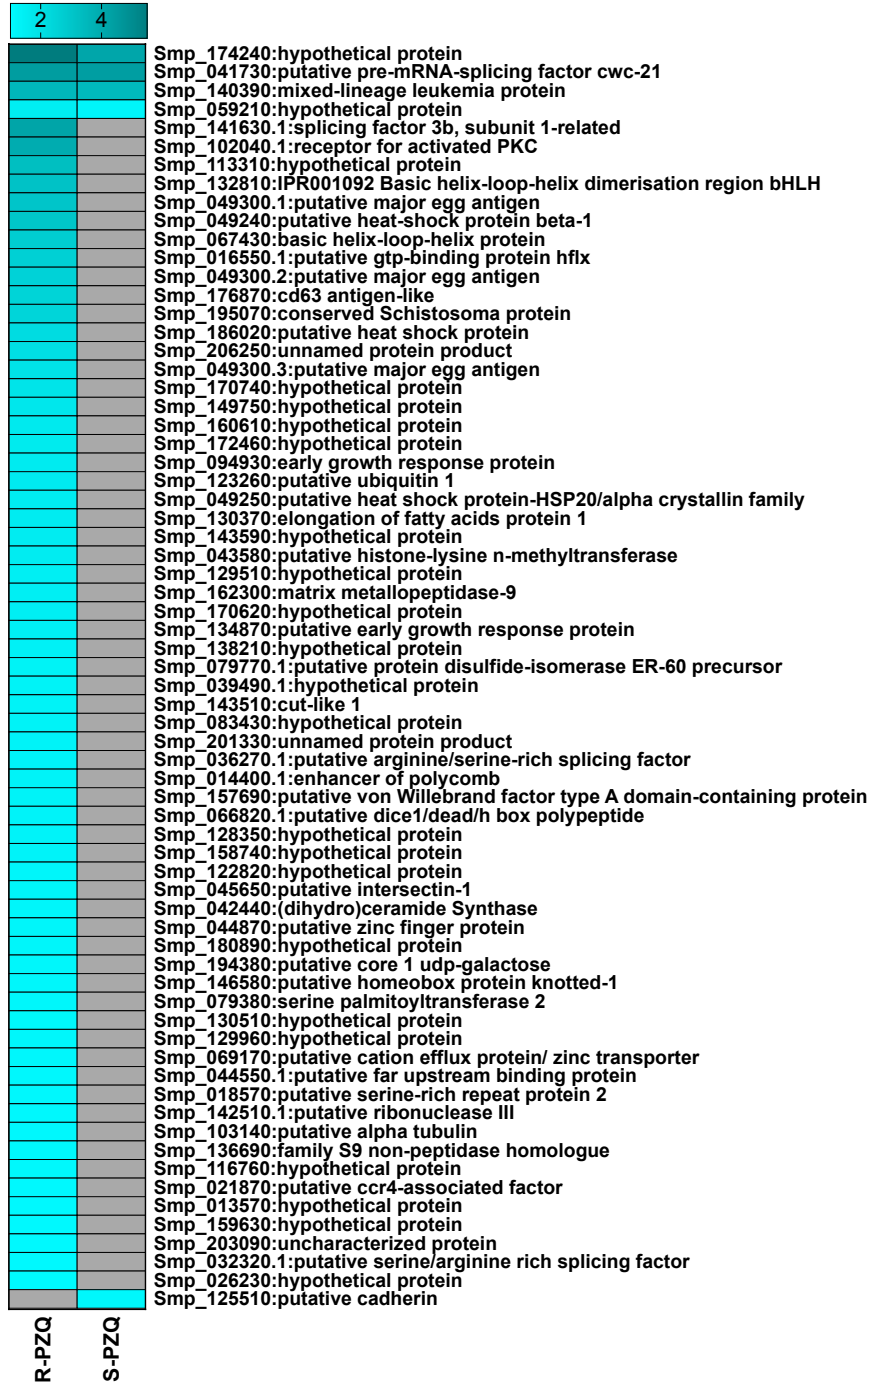 2 4
Smp_174240:hypothetical protein
Smp_041730:putative pre-mRNA-splicing factor cwc-21
Smp_140390:mixed-lineage leukemia protein
Smp_059210:hypothetical protein
Smp_141630.1:splicing factor 3b, subunit 1-related
Smp_102040.1:receptor for activated PKC
Smp_113310:hypothetical protein
Smp_132810:IPR001092 Basic helix-loop-helix dimerisation region bHLH
Smp_049300.1:putative major egg antigen
Smp_049240:putative heat-shock protein beta-1
Smp_067430:basic helix-loop-helix protein
Smp_016550.1:putative gtp-binding protein hflx
Smp_049300.2:putative major egg antigen
Smp_176870:cd63 antigen-like
Smp_195070:conserved Schistosoma protein
Smp_186020:putative heat shock protein
Smp_206250:unnamed protein product
Smp_049300.3:putative major egg antigen
Smp_170740:hypothetical protein
Smp_149750:hypothetical protein
Smp_160610:hypothetical protein
Smp_172460:hypothetical protein
Smp_094930:early growth response protein
Smp_123260:putative ubiquitin 1
Smp_049250:putative heat shock protein-HSP20/alpha crystallin family
Smp_130370:elongation of fatty acids protein 1
Smp_143590:hypothetical protein
Smp_043580:putative histone-lysine n-methyltransferase
Smp_129510:hypothetical protein
Smp_162300:matrix metallopeptidase-9
Smp_170620:hypothetical protein
Smp_134870:putative early growth response protein
Smp_138210:hypothetical protein
Smp_079770.1:putative protein disulfide-isomerase ER-60 precursor
Smp_039490.1:hypothetical protein
Smp_143510:cut-like 1
Smp_083430:hypothetical protein
Smp_201330:unnamed protein product
Smp_036270.1:putative arginine/serine-rich splicing factor
Smp_014400.1:enhancer of polycomb
Smp_157690:putative von Willebrand factor type A domain-containing protein
Smp_066820.1:putative dice1/dead/h box polypeptide
Smp_128350:hypothetical protein
Smp_158740:hypothetical protein
Smp_122820:hypothetical protein
Smp_045650:putative intersectin-1
Smp_042440:(dihydro)ceramide Synthase
Smp_044870:putative zinc finger protein
Smp_180890:hypothetical protein
Smp_194380:putative core 1 udp-galactose
Smp_146580:putative homeobox protein knotted-1
Smp_079380:serine palmitoyltransferase 2
Smp_130510:hypothetical protein
Smp_129960:hypothetical protein
Smp_069170:putative cation efflux protein/ zinc transporter
Smp_044550.1:putative far upstream binding protein
Smp_018570:putative serine-rich repeat protein 2
Smp_142510.1:putative ribonuclease III
Smp_103140:putative alpha tubulin
Smp_136690:family S9 non-peptidase homologue
Smp_116760:hypothetical protein
Smp_021870:putative ccr4-associated factor
Smp_013570:hypothetical protein
Smp_159630:hypothetical protein
Smp_203090:uncharacterized protein
Smp_032320.1:putative serine/arginine rich splicing factor
Smp_026230:hypothetical protein
Smp_125510:putative cadherin
R-PZQ
S-PZQ